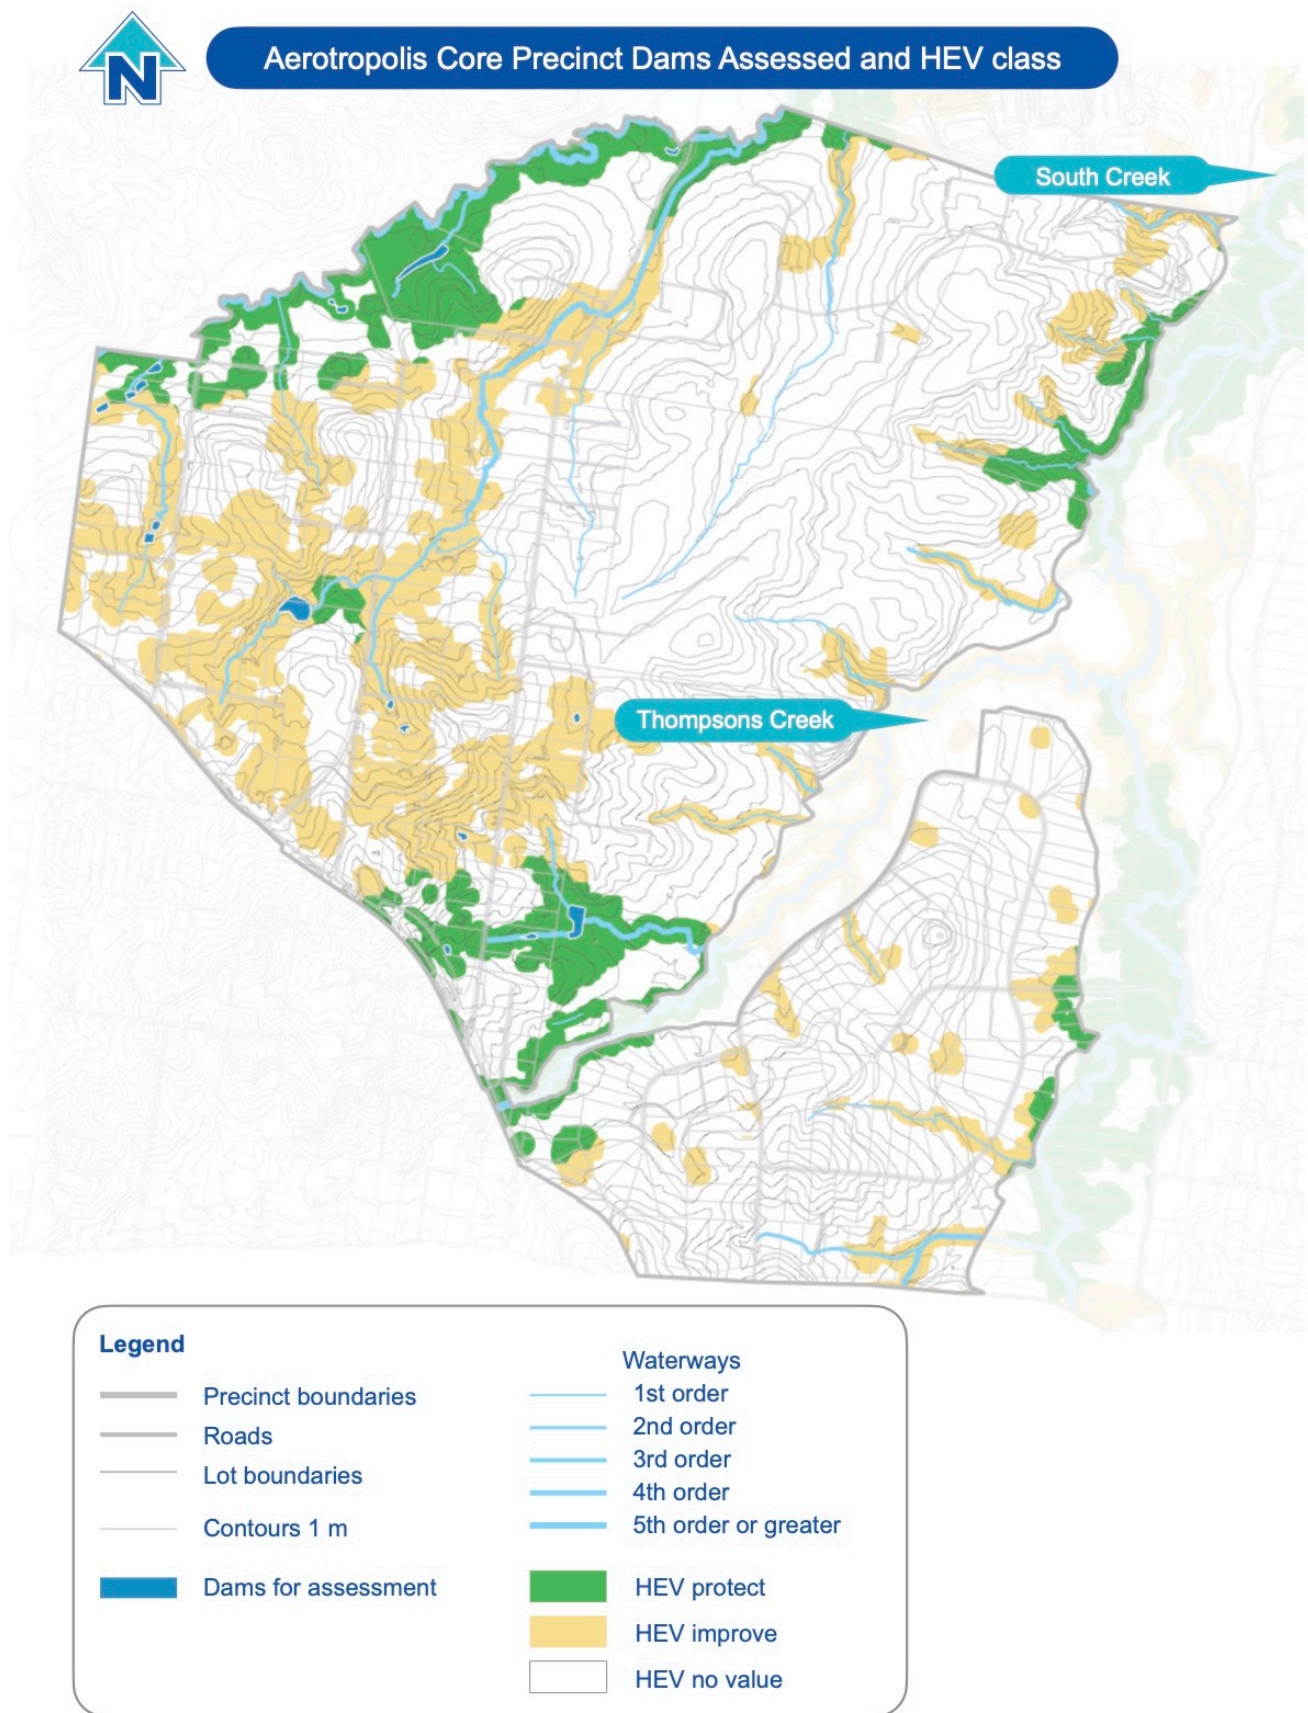 N
Aerotropolis Core Precinct Dams Assessed and HEV class
South Creek
Thompsons Creek
Legend
Precinct boundaries
Roads
Lot boundaries
Contours 1 m
Dams for assessment
Waterways
1st order
2nd order
3rd order
4th order
5th order or greater
HEV protect
HEV improve
HEV no value